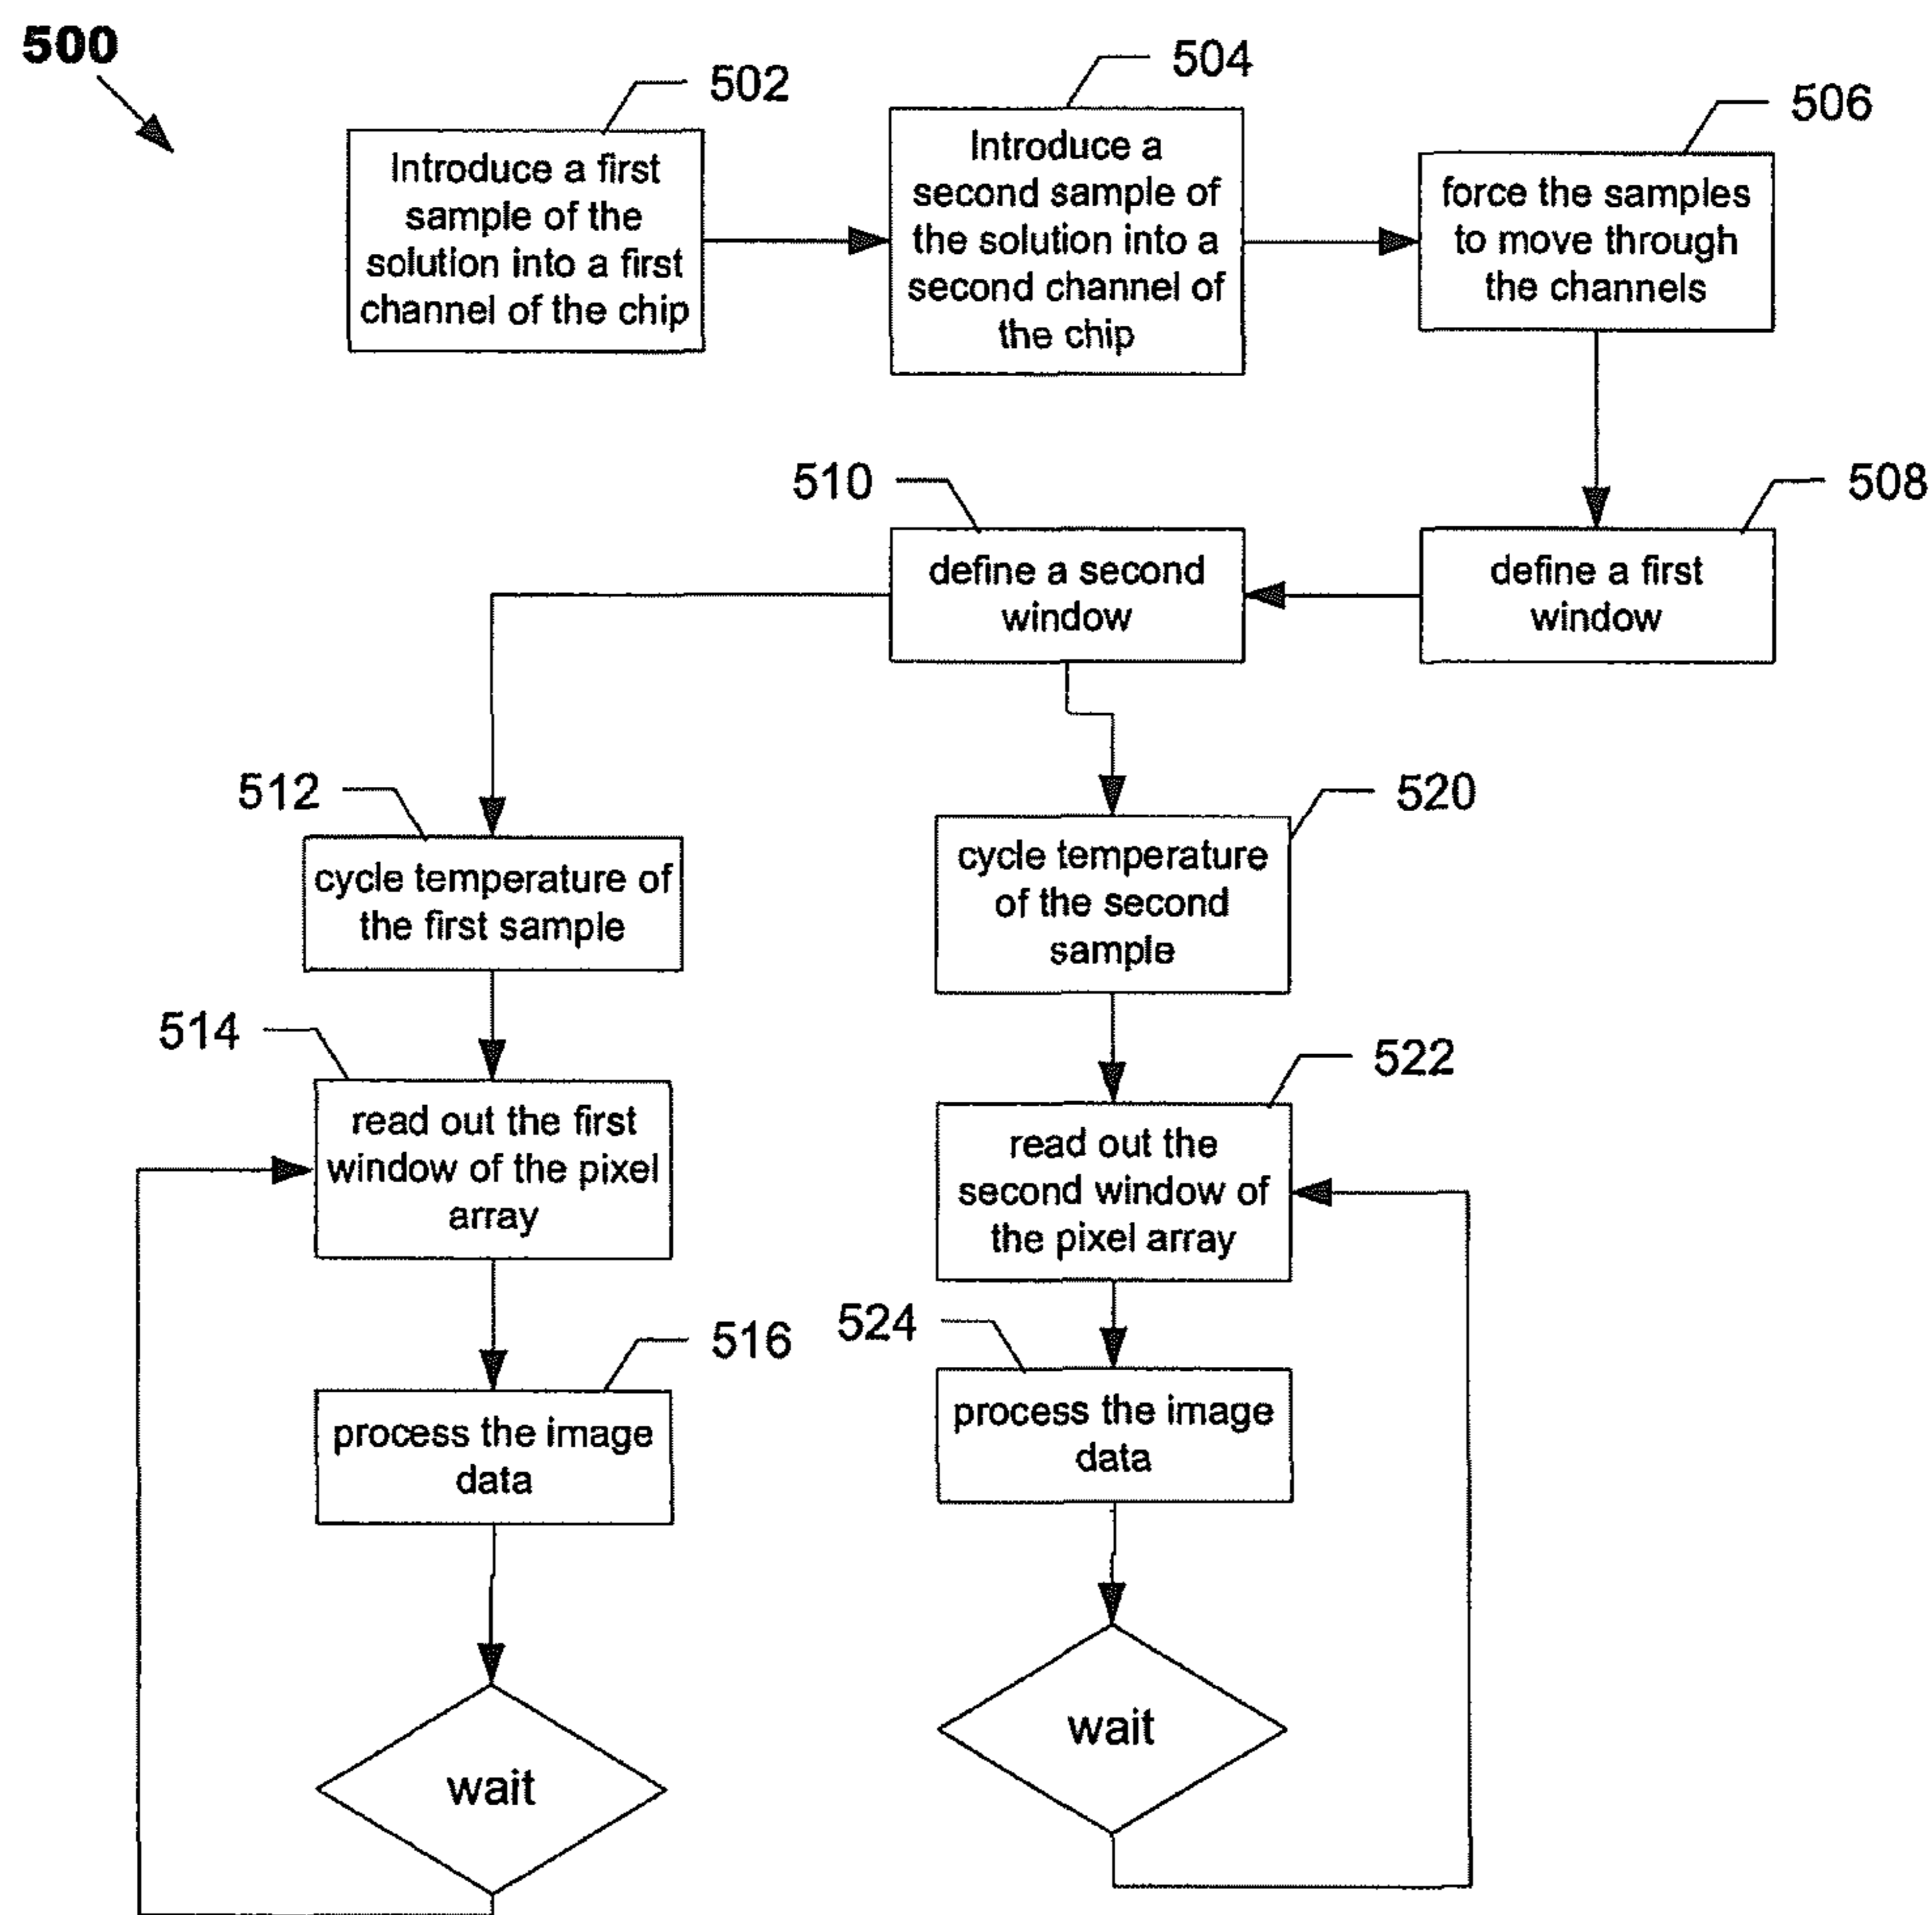 500
502
Introduce a first
sample of the
solution into a first
channel of the chip
504
Introduce a
second sample of
the solution into a
second channel of
the chip
506
force the samples
to move through
the channels
508
define a first
window
510
define a second
window
512
cycle temperature of
the first sample
514
read out the first
window of the pixel
array
516
process the image
data
wait
520
cycle temperature
of the second
sample
522
read out the
second window of
the pixel array
524
process the image
data
wait